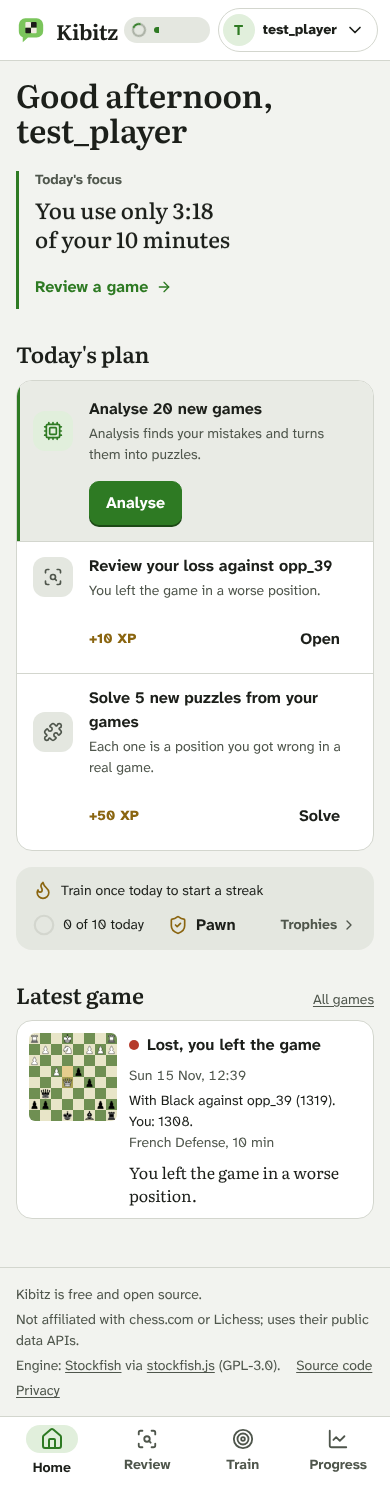 Kibitz
T test_player
Good afternoon,
test_player
Today's focus
You use only 3:18
of your 10 minutes
Review a game →
Today's plan
Analyse 20 new games
Analysis finds your mistakes and turns
them into puzzles.
Analyse
Review your loss against opp_39
You left the game in a worse position.
+10 XP Open
Solve 5 new puzzles from your
games
Each one is a position you got wrong in a
real game.
+50 XP Solve
Train once today to start a streak
0 of 10 today Pawn Trophies
Latest game All games
Lost, you left the game
Sun 15 Nov, 12:39
With Black against opp_39 (1319).
You: 1308.
French Defense, 10 min
You left the game in a worse
position.
Kibitz is free and open source.
Not affiliated with chess.com or Lichess; uses their public
data APIs.
Engine: Stockfish via stockfish.js (GPL-3.0). Source code
Privacy
Home Review Train Progress